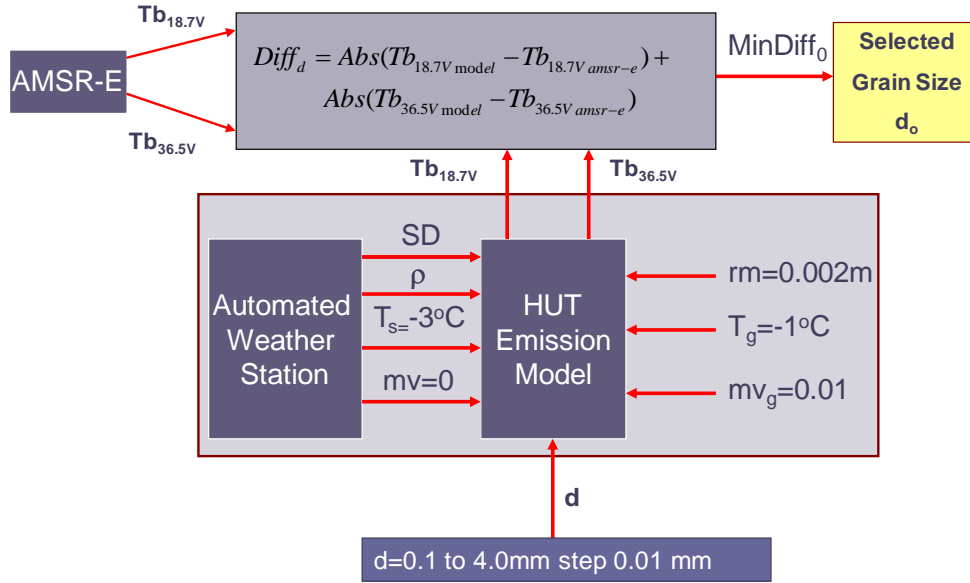 Tb18.7V
AMSR-E
Tb36.5V
Diff_d = Abs(Tb18.7V model − Tb18.7V amsr−e) +
Abs(Tb36.5V model − Tb36.5V amsr−e)
MinDiff0
Selected
Grain Size
do
Tb18.7V
Tb36.5V
Automated
Weather
Station
SD
ρ
Ts=-3oC
mv=0
HUT
Emission
Model
rm=0.002m
Tg=-1oC
mvg=0.01
d
d=0.1 to 4.0mm step 0.01 mm